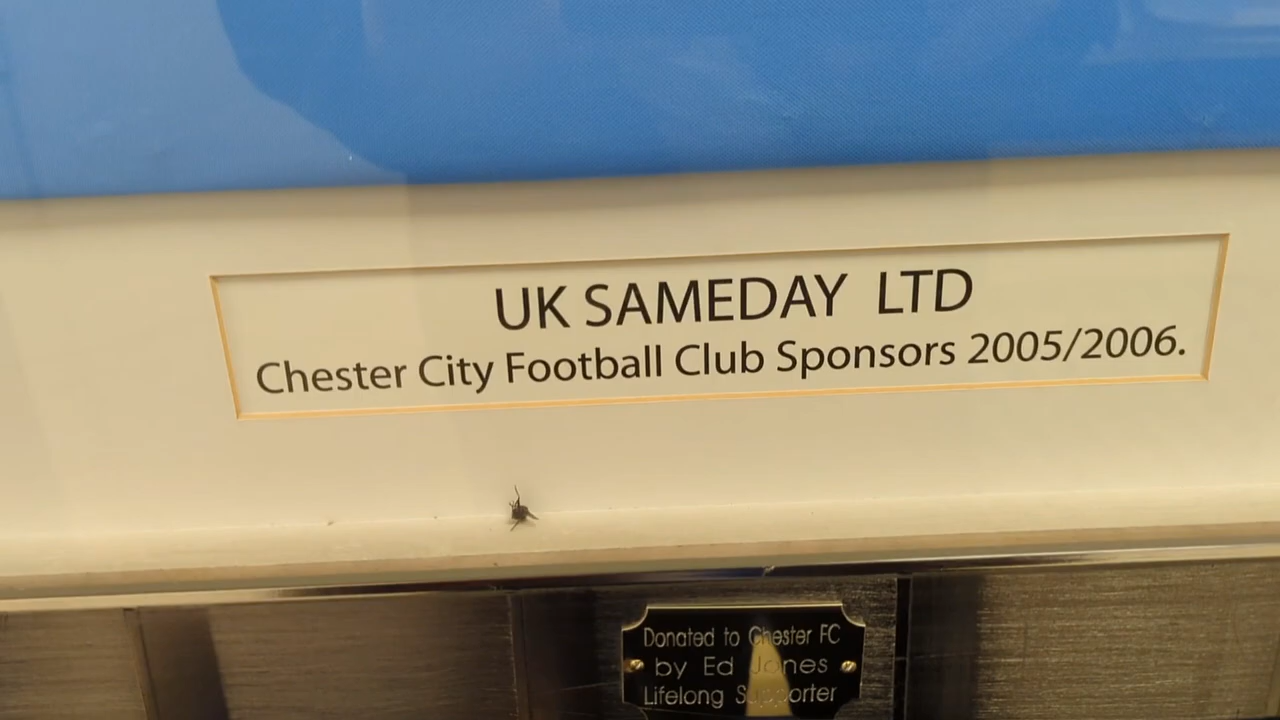 UK SAMEDAY LTD
Chester City Football Club Sponsors 2005/2006.
Donated to Chester FC
by Ed Jones
Lifelong Supporter